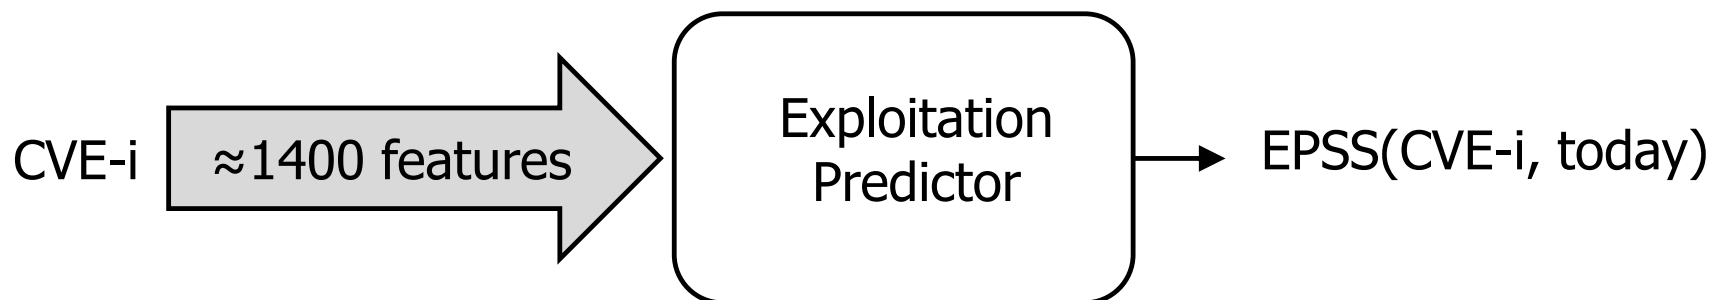 CVE-i
≈1400 features
Exploitation
Predictor
EPSS(CVE-i, today)